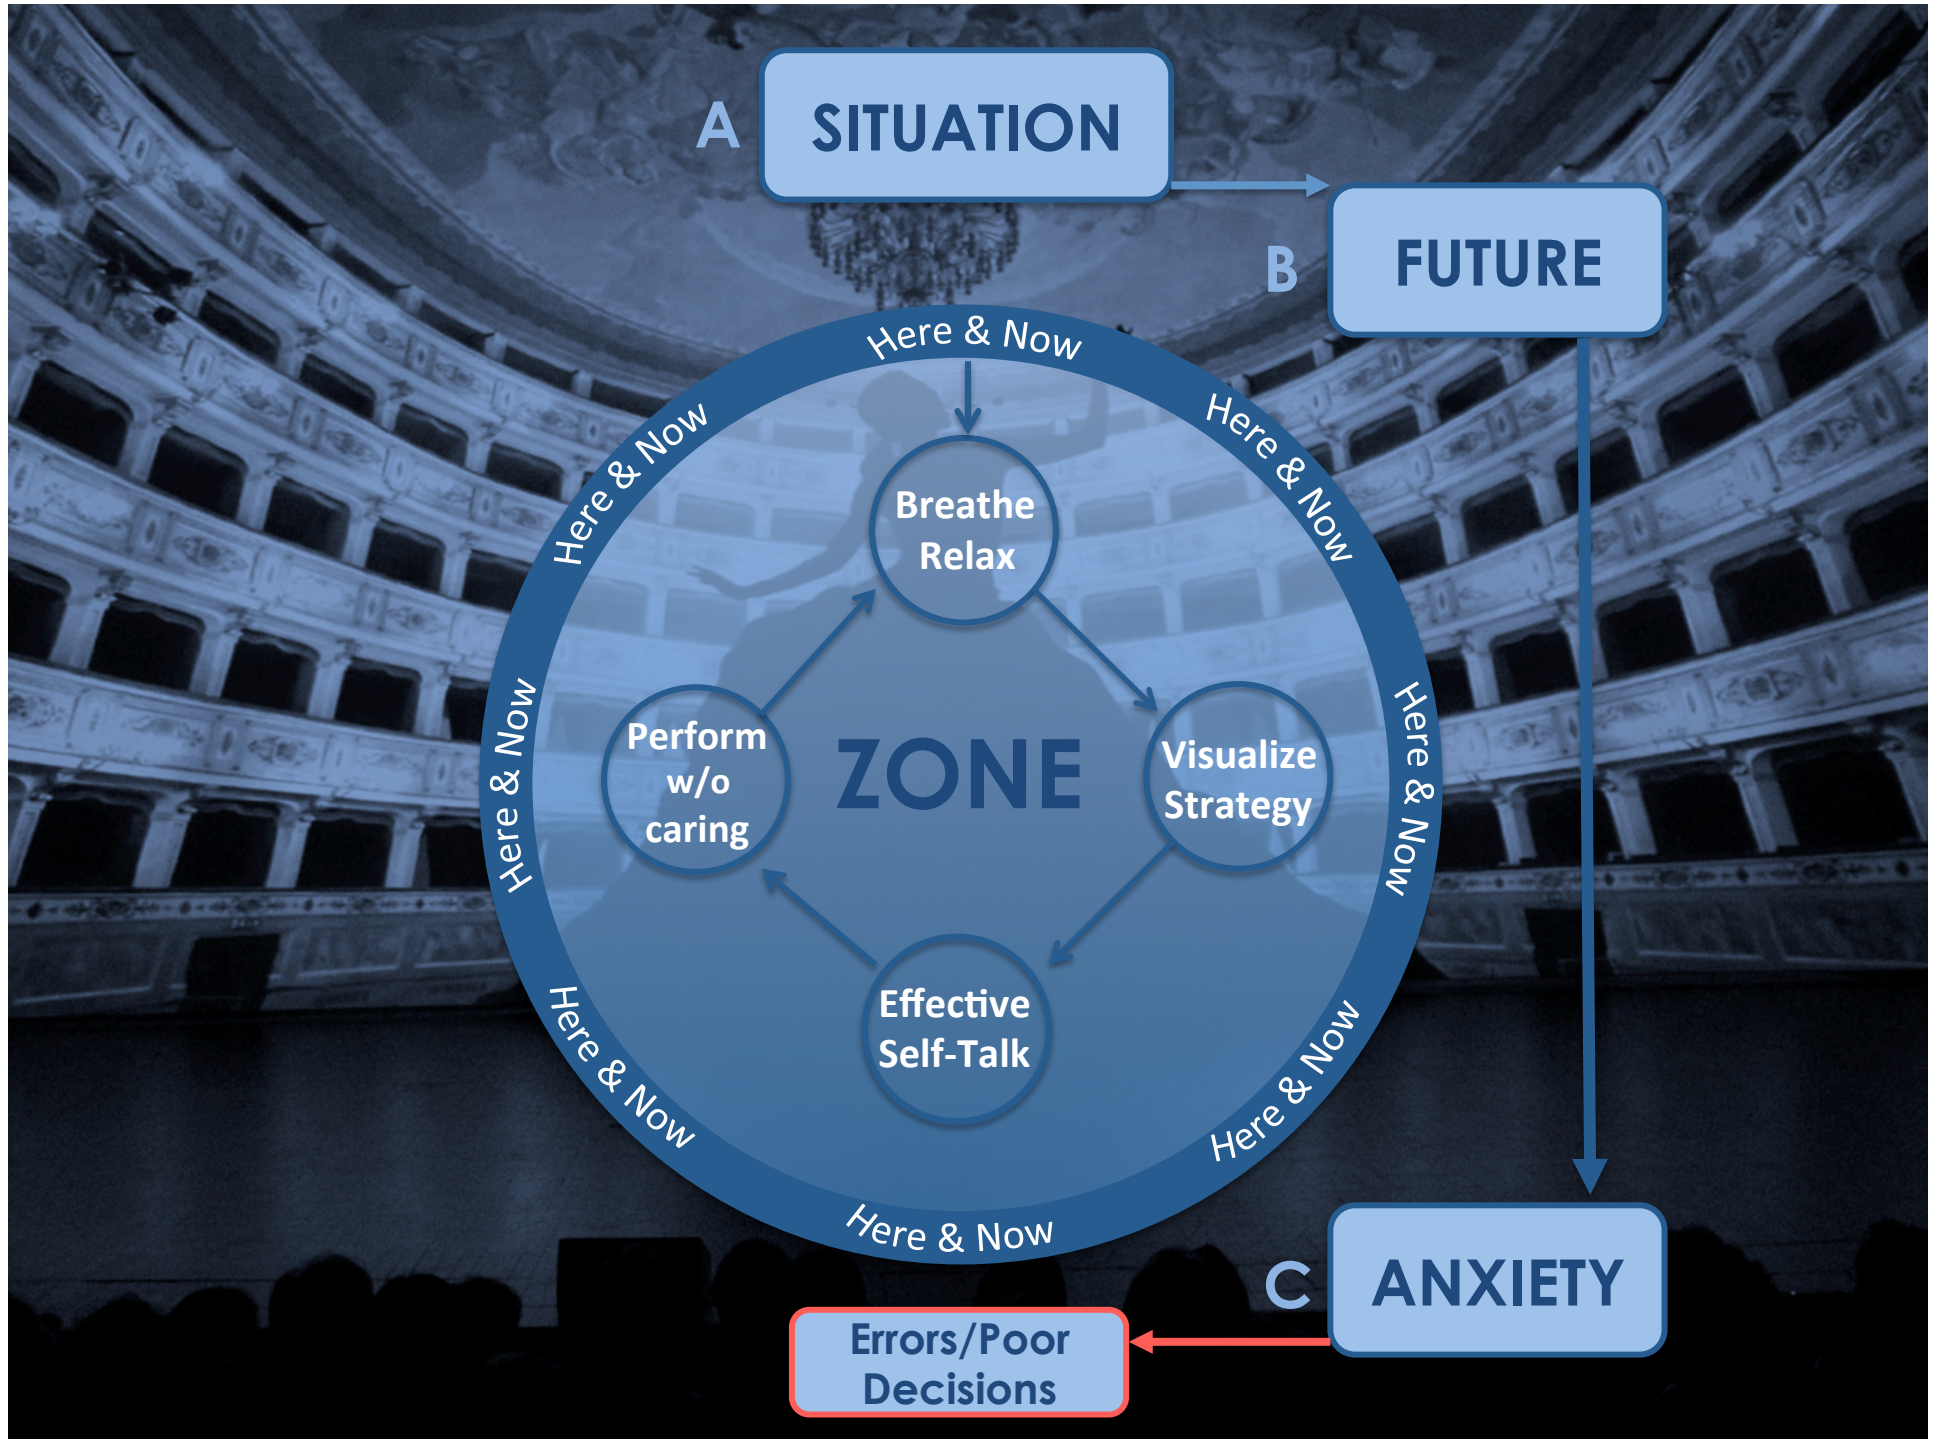 A
SITUATION
B
FUTURE
Here & Now
Here & Now
Here & Now
Here & Now
Here & Now
Here & Now
Here & Now
Here & Now
Breathe
Relax
Visualize
Strategy
Effective
Self-Talk
Perform
w/o
caring
ZONE
C
ANXIETY
Errors/Poor
Decisions